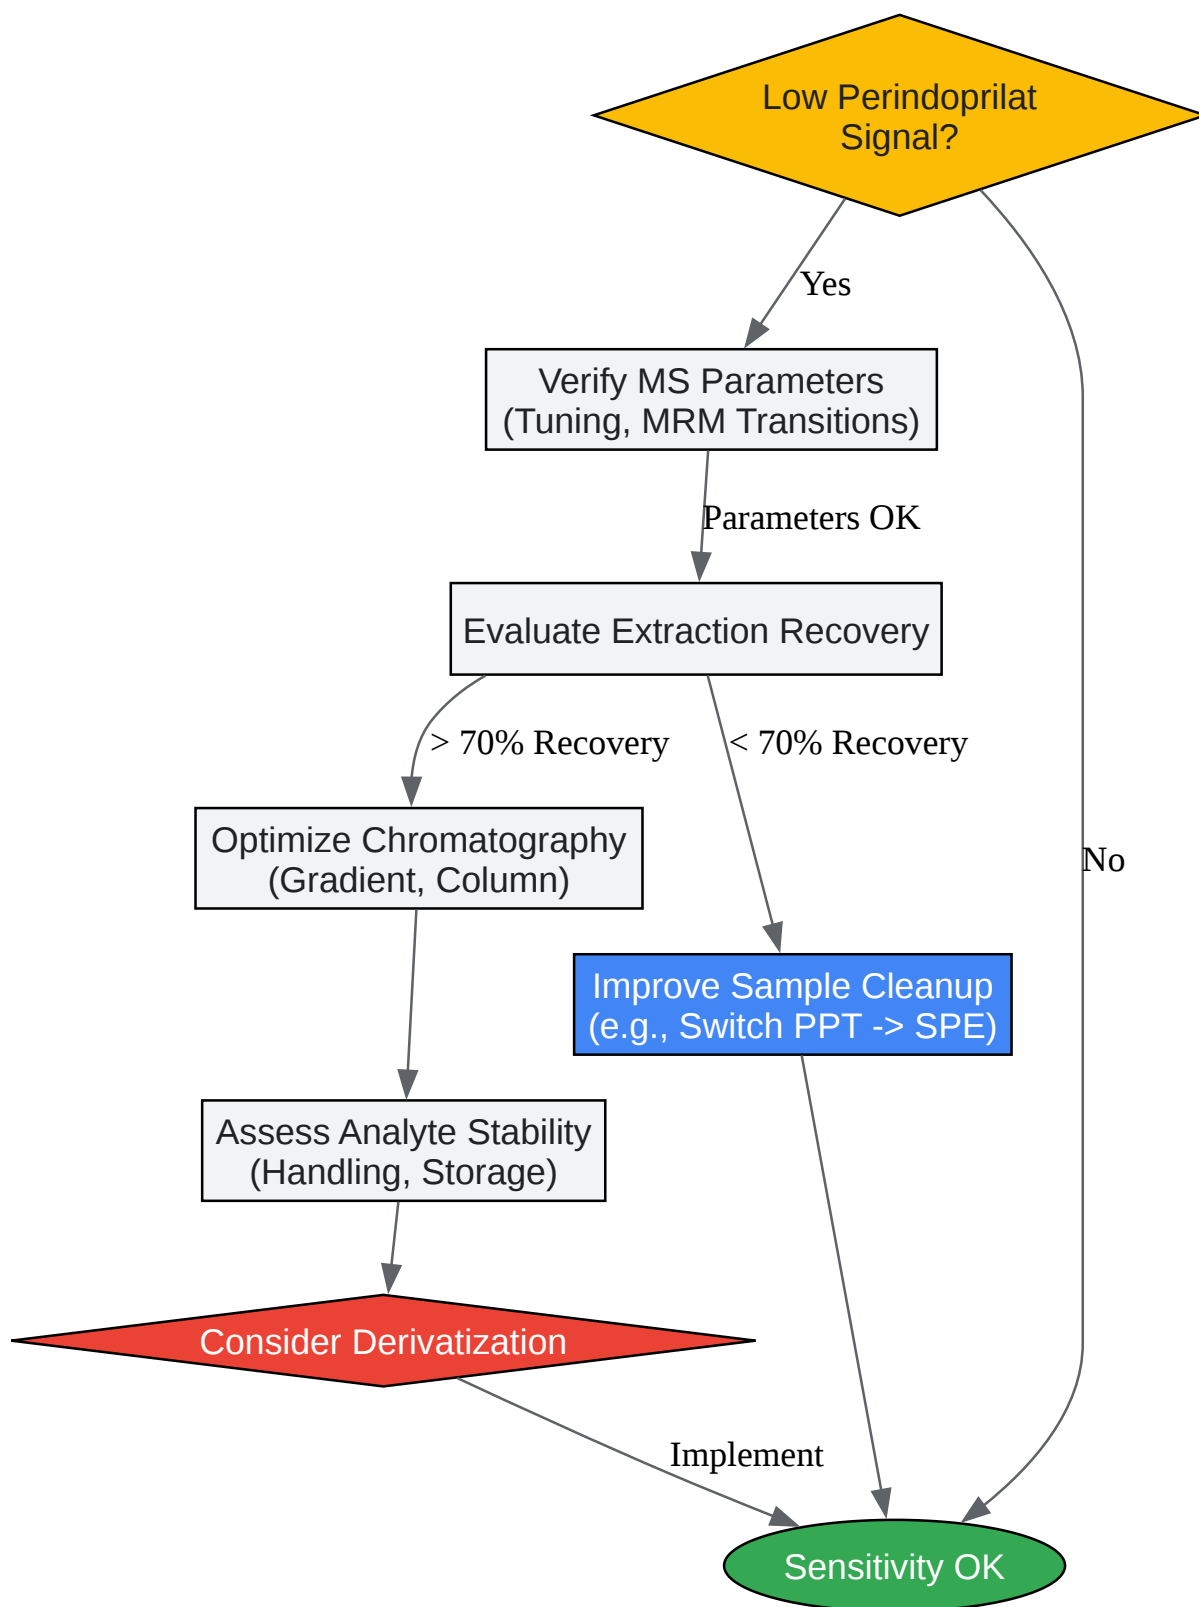 Low Perindoprilat
Signal?
Yes
Verify MS Parameters
(Tuning, MRM Transitions)
Parameters OK
Evaluate Extraction Recovery
> 70% Recovery
< 70% Recovery
Optimize Chromatography
(Gradient, Column)
No
Improve Sample Cleanup
(e.g., Switch PPT -> SPE)
Assess Analyte Stability
(Handling, Storage)
Consider Derivatization
Implement
Sensitivity OK